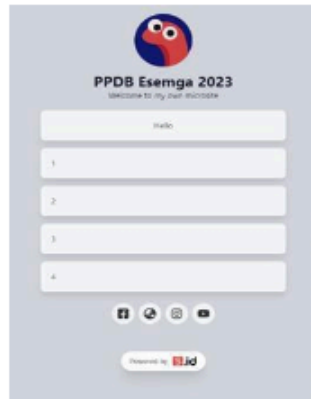 PPDB Esemga 2023
Welcome to my own microsite
Hello
1
2
3
4
Powered by S.id